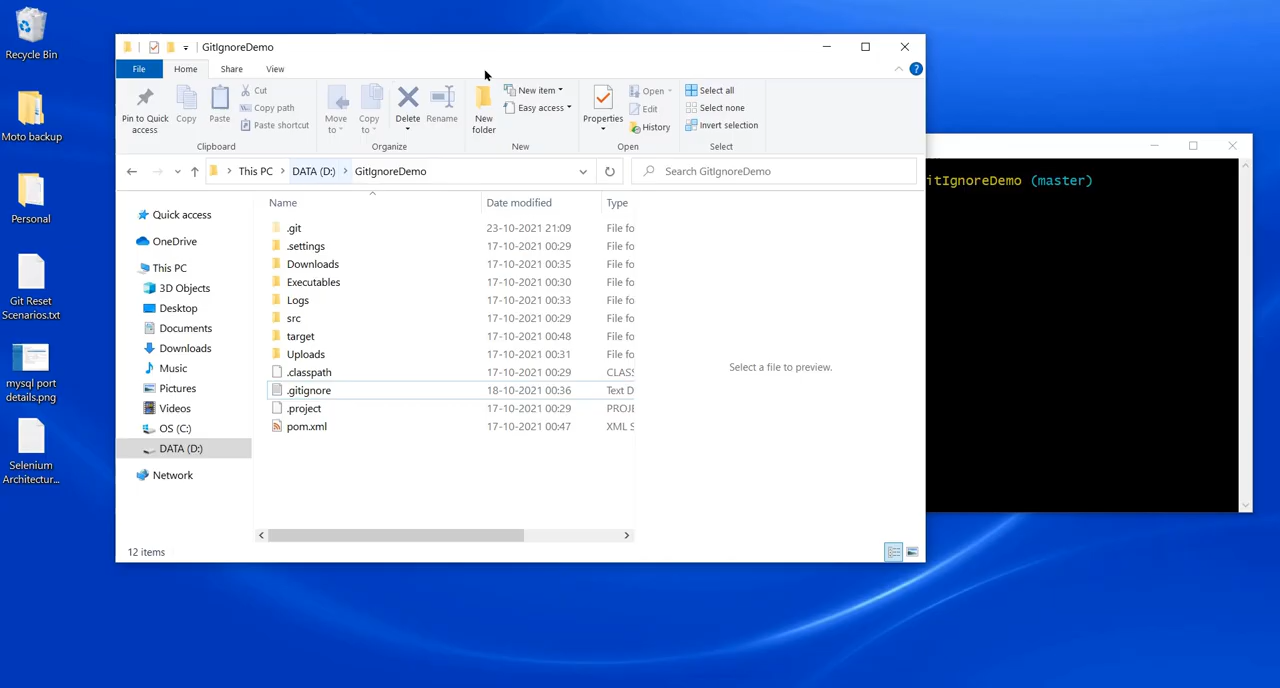 Recycle Bin
Moto backup
Personal
Git Reset
Scenarios.txt
mysql port
details.png
Selenium
Architectur...
GitIgnoreDemo
File Home Share View
Pin to Quick
access
Copy
Paste
Cut
Copy path
Paste shortcut
Clipboard
Move
to
Copy
to
Delete
Rename
Organize
New
folder
New item
Easy access
New
Properties
Open
Edit
History
Open
Select all
Select none
Invert selection
Select
This PC > DATA (D:) > GitIgnoreDemo
Search GitIgnoreDemo
Quick access
OneDrive
This PC
3D Objects
Desktop
Documents
Downloads
Music
Pictures
Videos
OS (C:)
DATA (D:)
Network
Name Date modified Type
.git 23-10-2021 21:09 File fo
.settings 17-10-2021 00:29 File fo
Downloads 17-10-2021 00:35 File fo
Executables 17-10-2021 00:30 File fo
Logs 17-10-2021 00:33 File fo
src 17-10-2021 00:29 File fo
target 17-10-2021 00:48 File fo
Uploads 17-10-2021 00:31 File fo
.classpath 17-10-2021 00:29 CLASS
.gitignore 18-10-2021 00:36 Text D
.project 17-10-2021 00:29 PROJE
pom.xml 17-10-2021 00:47 XML S
Select a file to preview.
12 items
itIgnoreDemo (master)